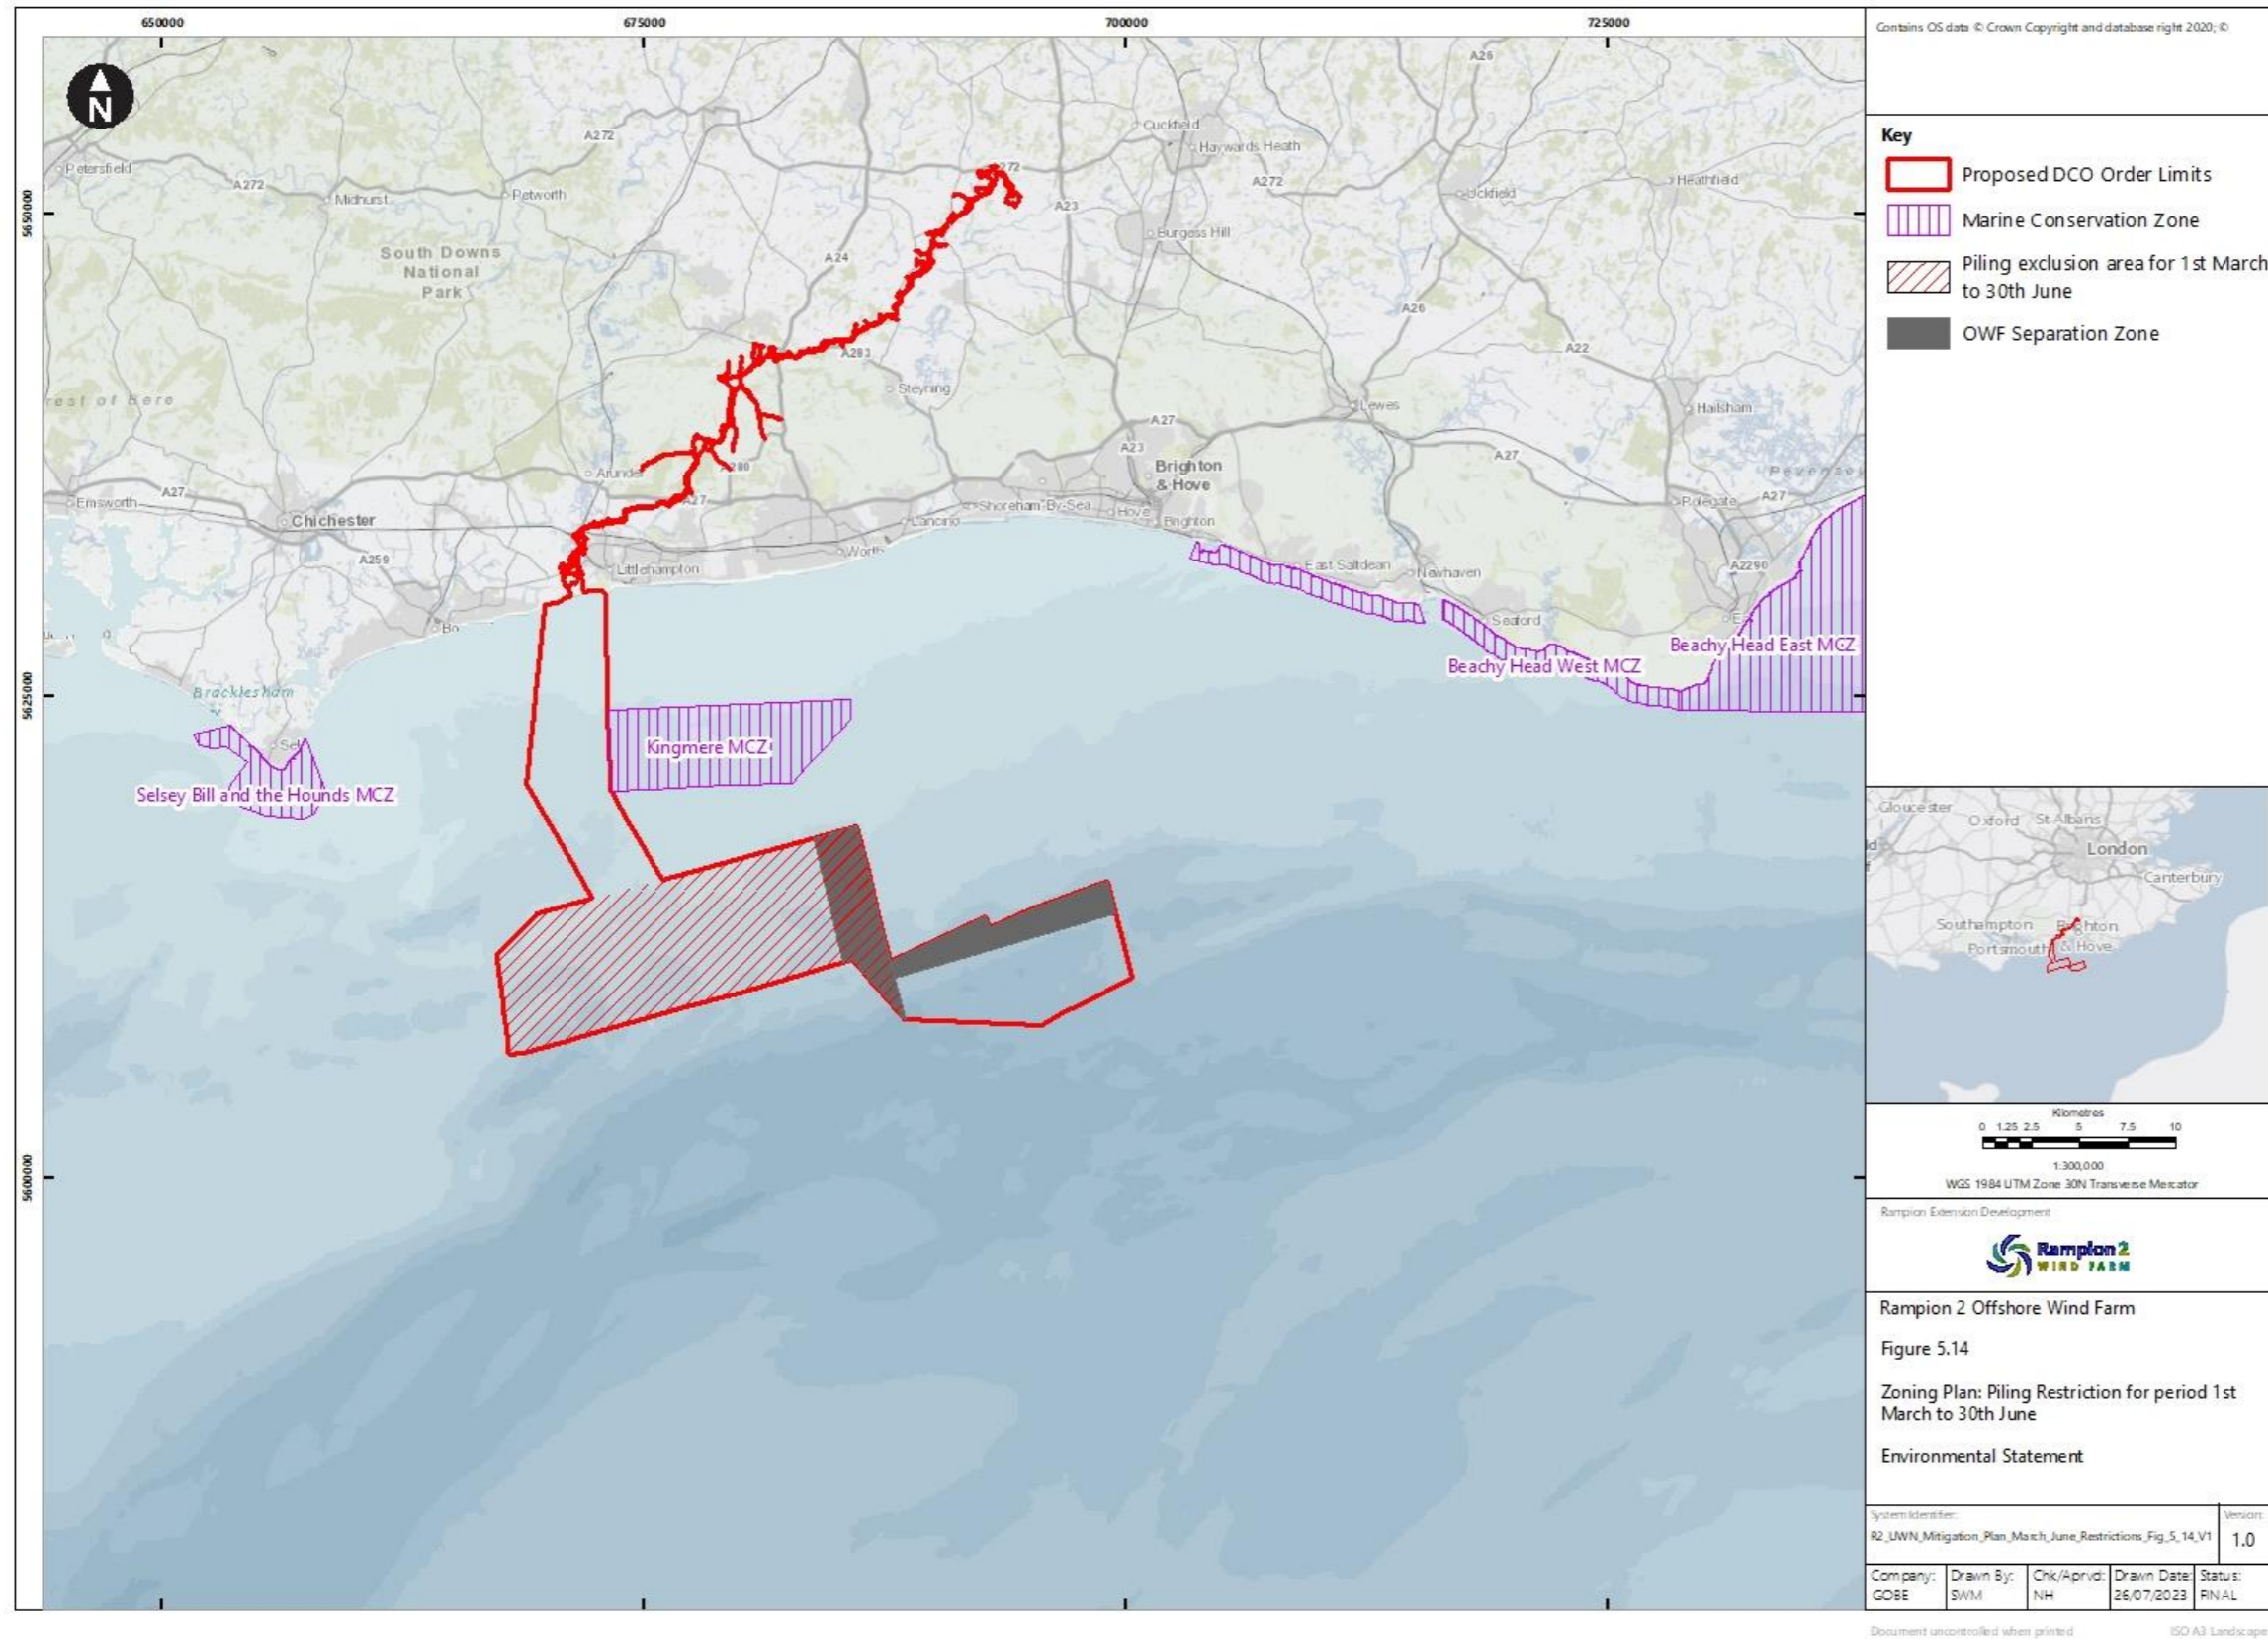 650000
675000
700000
725000
5650000
5625000
5600000
N
Petersfield
A272
Midhurst
Petworth
A272
South Downs
National
Park
A24
A283
Cuckfield
Haywards Heath
A272
A23
Burgess Hill
A26
Uckfield
Heathfield
A26
A22
Steyning
Lewes
Hailsham
A27
A23
Brighton
& Hove
A27
Polegate
A27
Arundel
A280
A27
Emsworth
A27
Chichester
A259
Littlehampton
Worth
Lancing
Shoreham-By-Sea
Hove
Brighton
East Saltdean
Newhaven
Seaford
A2290
Bo
Bracklesham
Sel
Selsey Bill and the Hounds MCZ
Kingmere MCZ
Beachy Head West MCZ
Beachy Head East MCZ
Contains OS data © Crown Copyright and database right 2020; ©
Key
Proposed DCO Order Limits
Marine Conservation Zone
Piling exclusion area for 1st March
to 30th June
OWF Separation Zone
Gloucester
Oxford
St Albans
London
Canterbury
Southampton
Portsmouth
& Hove
Kilometres
0 1.25 2.5 5 7.5 10
1:300,000
WGS 1984 UTM Zone 30N Transverse Mercator
Rampion Extension Development
Rampion 2
WIND FARM
Rampion 2 Offshore Wind Farm
Figure 5.14
Zoning Plan: Piling Restriction for period 1st
March to 30th June
Environmental Statement
System Identifier:
R2_UWN_Mitigation_Plan_March_June_Restrictions_Fig_5_14_V1
Version:
1.0
Company:
GOBE
Drawn By:
SWM
Chk/Aprvd:
NH
Drawn Date:
26/07/2023
Status:
FINAL
Document uncontrolled when printed
ISO A3 Landscape